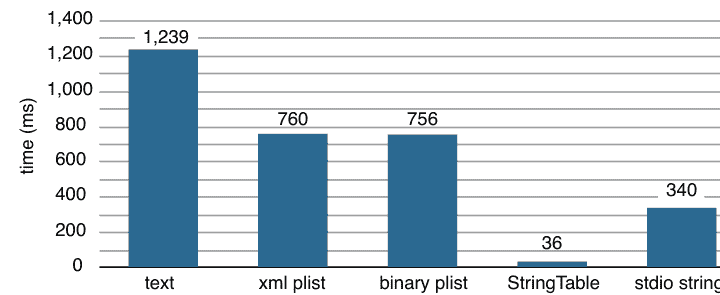 1,400
1,200
1,000
800
600
400
200
0
time (ms)
1,239
760
756
36
340
text
xml plist
binary plist
StringTable
stdio string